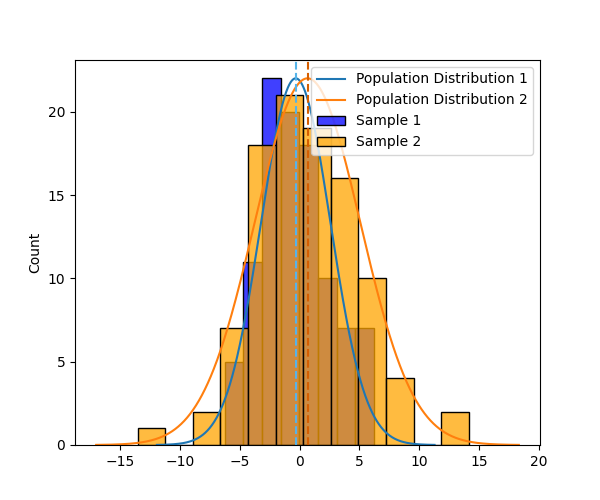 Population Distribution 1
Population Distribution 2
Sample 1
Sample 2
20
15
10
5
0
Count
−15
−10
−5
0
5
10
15
20